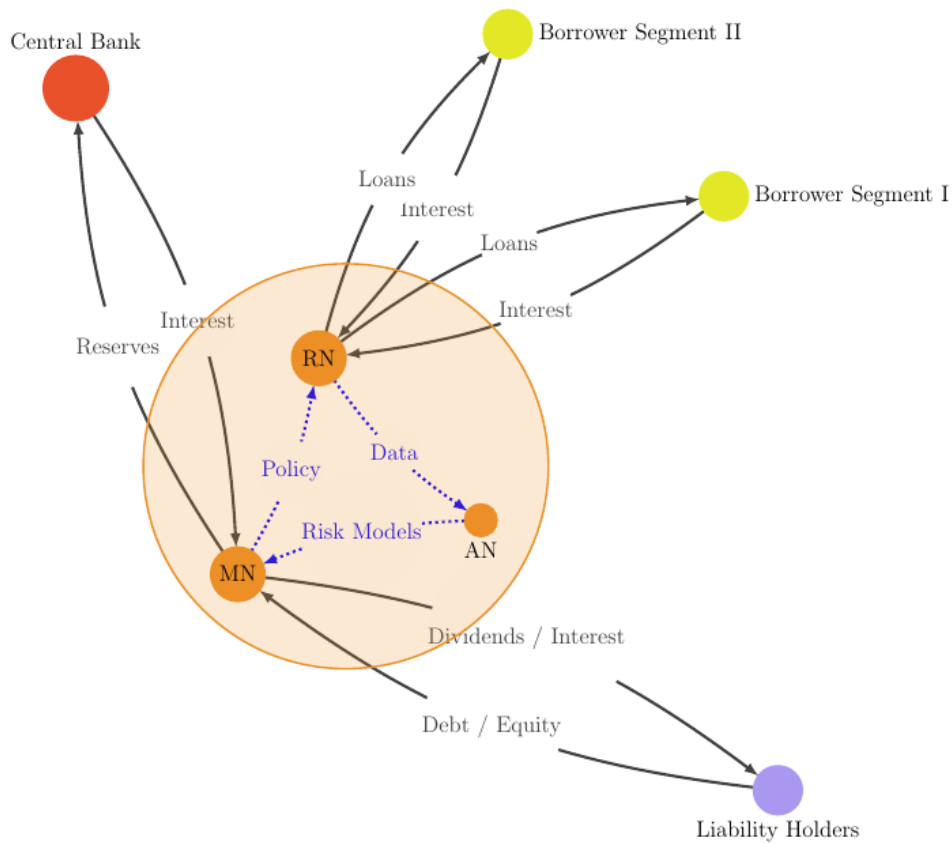 Borrower Segment II
Central Bank
Loans
Interest
Borrower Segment I
Loans
Interest
Interest
Reserves
RN
Data
Policy
Risk Models
AN
MN
Dividends / Interest
Debt / Equity
Liability Holders